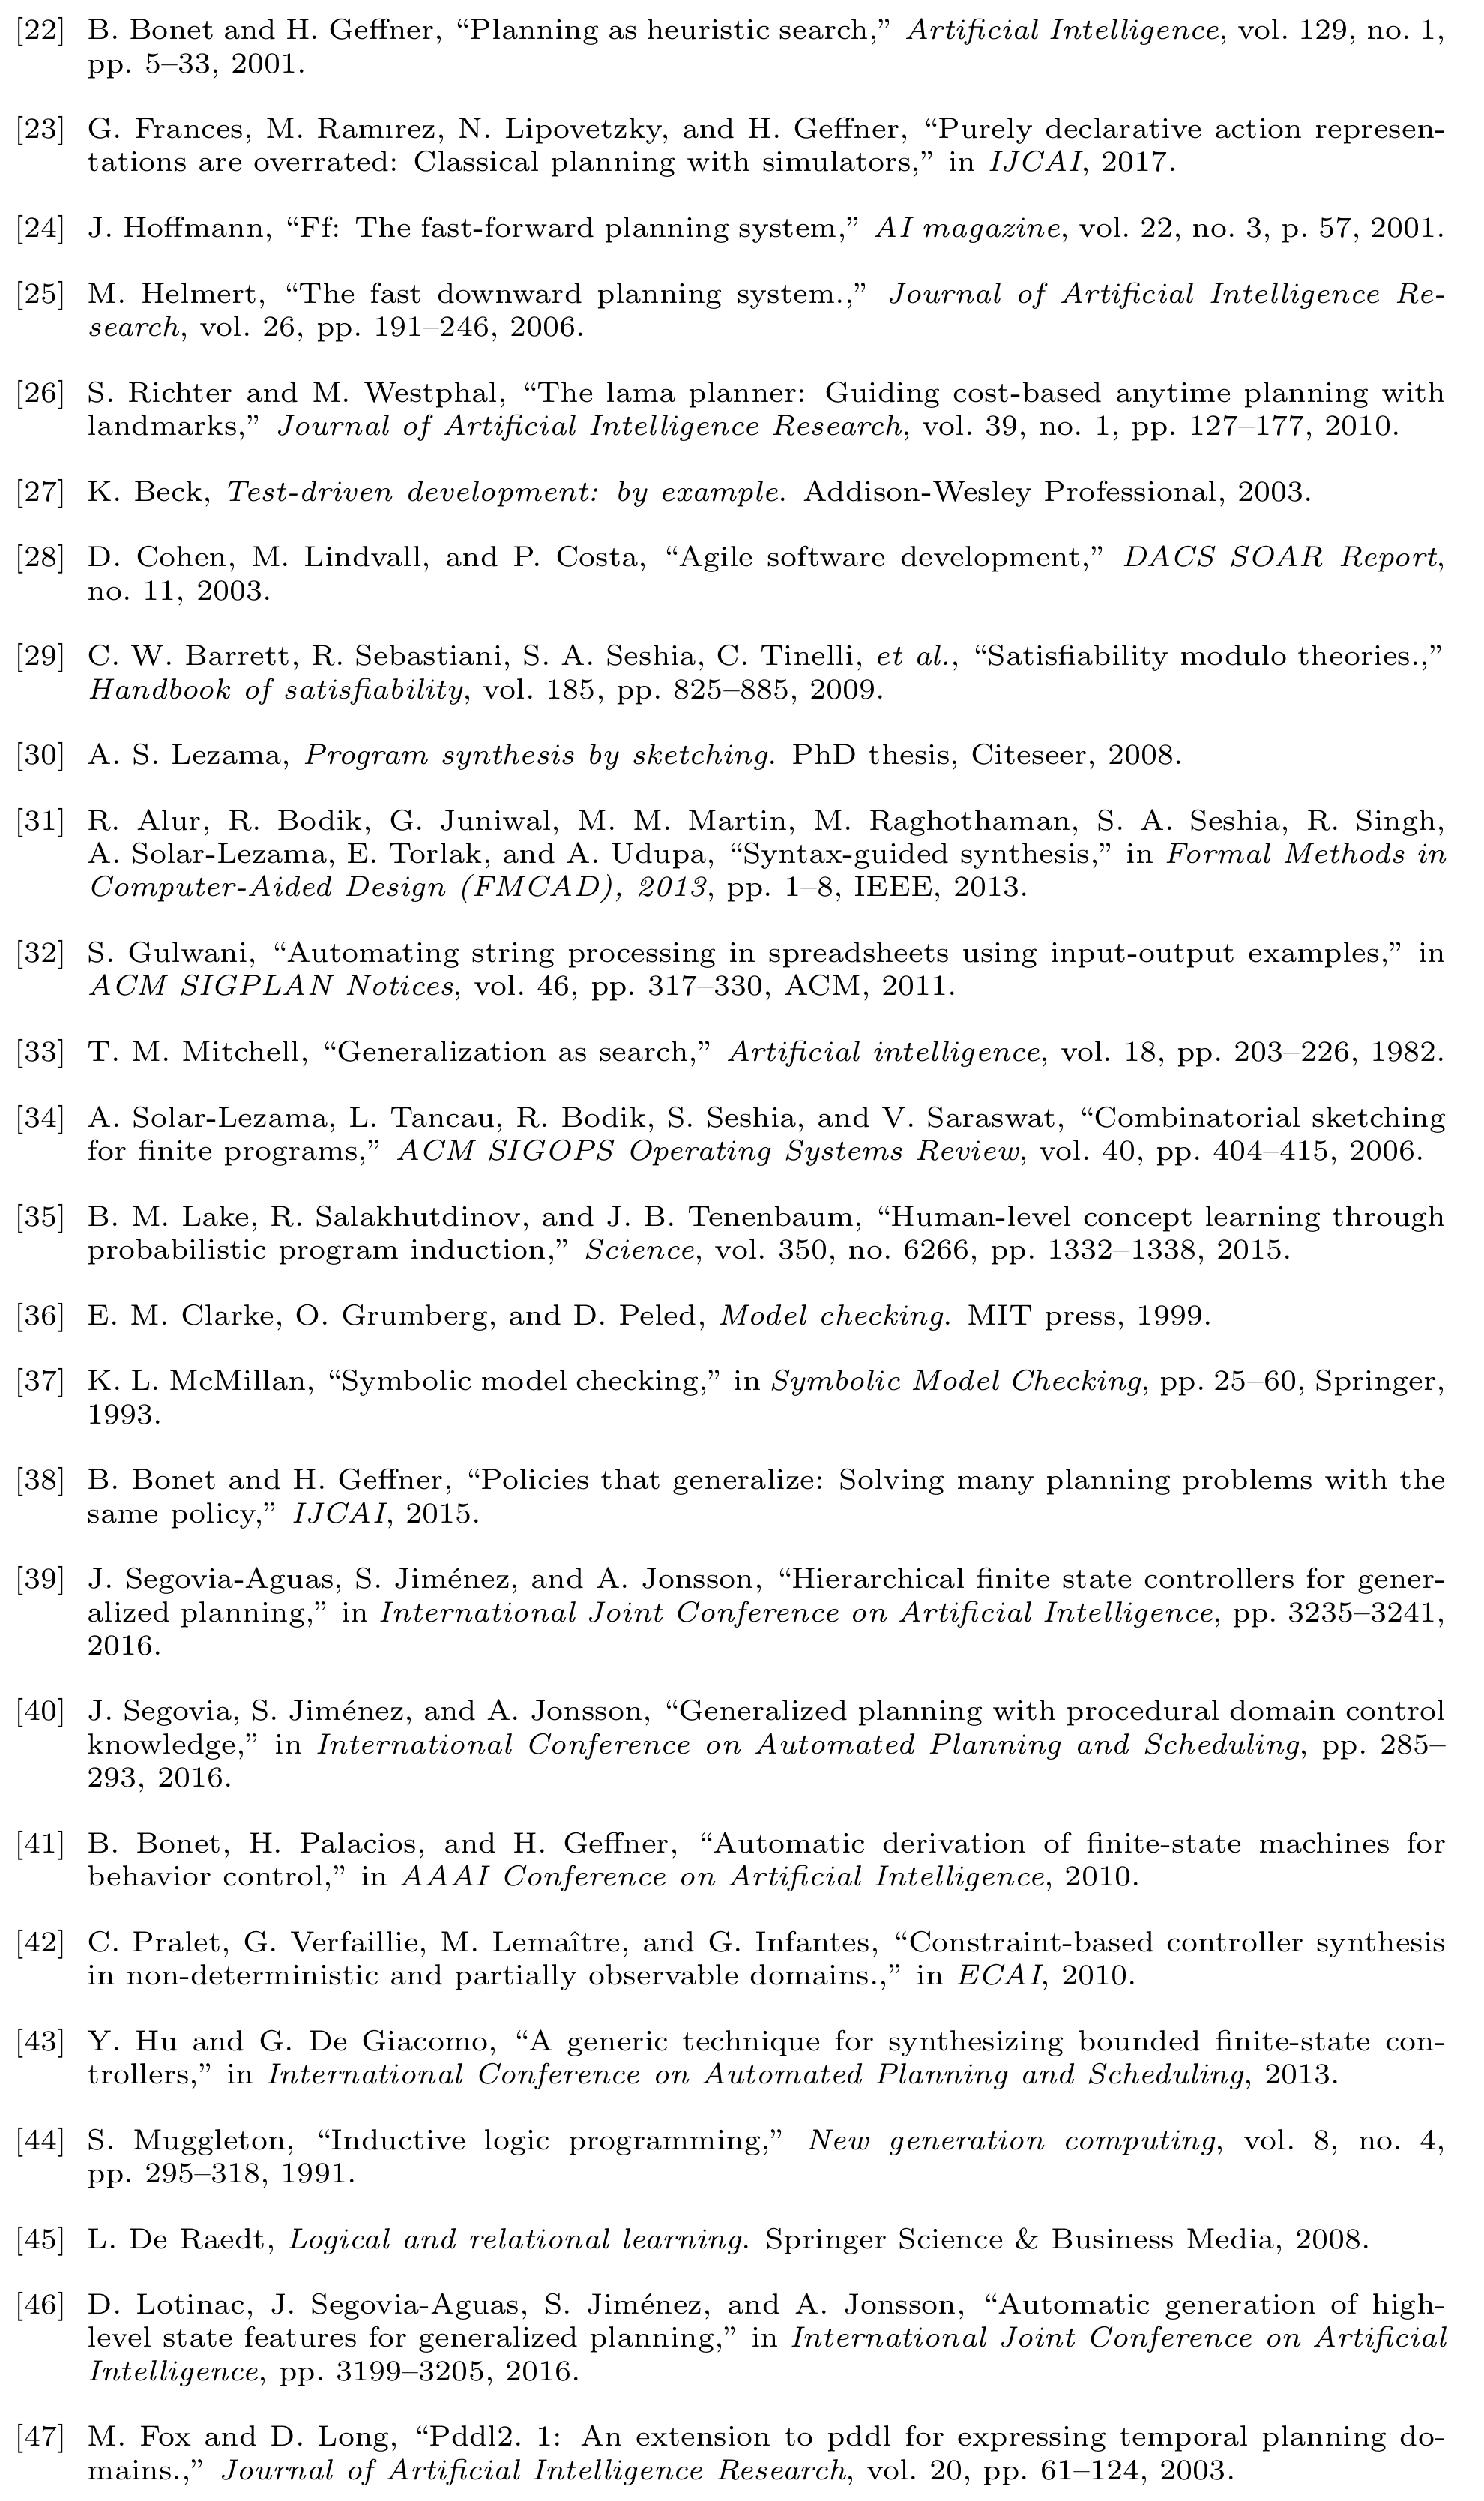 [22] B. Bonet and H. Geffner, “Planning as heuristic search,” Artificial Intelligence, vol. 129, no. 1,
pp. 5–33, 2001.
[23] G. Frances, M. Ramırez, N. Lipovetzky, and H. Geffner, “Purely declarative action represen-
tations are overrated: Classical planning with simulators,” in IJCAI, 2017.
[24] J. Hoffmann, “Ff: The fast-forward planning system,” AI magazine, vol. 22, no. 3, p. 57, 2001.
[25] M. Helmert, “The fast downward planning system.,” Journal of Artificial Intelligence Re-
search, vol. 26, pp. 191–246, 2006.
[26] S. Richter and M. Westphal, “The lama planner: Guiding cost-based anytime planning with
landmarks,” Journal of Artificial Intelligence Research, vol. 39, no. 1, pp. 127–177, 2010.
[27] K. Beck, Test-driven development: by example. Addison-Wesley Professional, 2003.
[28] D. Cohen, M. Lindvall, and P. Costa, “Agile software development,” DACS SOAR Report,
no. 11, 2003.
[29] C. W. Barrett, R. Sebastiani, S. A. Seshia, C. Tinelli, et al., “Satisfiability modulo theories.,”
Handbook of satisfiability, vol. 185, pp. 825–885, 2009.
[30] A. S. Lezama, Program synthesis by sketching. PhD thesis, Citeseer, 2008.
[31] R. Alur, R. Bodik, G. Juniwal, M. M. Martin, M. Raghothaman, S. A. Seshia, R. Singh,
A. Solar-Lezama, E. Torlak, and A. Udupa, “Syntax-guided synthesis,” in Formal Methods in
Computer-Aided Design (FMCAD), 2013, pp. 1–8, IEEE, 2013.
[32] S. Gulwani, “Automating string processing in spreadsheets using input-output examples,” in
ACM SIGPLAN Notices, vol. 46, pp. 317–330, ACM, 2011.
[33] T. M. Mitchell, “Generalization as search,” Artificial intelligence, vol. 18, pp. 203–226, 1982.
[34] A. Solar-Lezama, L. Tancau, R. Bodik, S. Seshia, and V. Saraswat, “Combinatorial sketching
for finite programs,” ACM SIGOPS Operating Systems Review, vol. 40, pp. 404–415, 2006.
[35] B. M. Lake, R. Salakhutdinov, and J. B. Tenenbaum, “Human-level concept learning through
probabilistic program induction,” Science, vol. 350, no. 6266, pp. 1332–1338, 2015.
[36] E. M. Clarke, O. Grumberg, and D. Peled, Model checking. MIT press, 1999.
[37] K. L. McMillan, “Symbolic model checking,” in Symbolic Model Checking, pp. 25–60, Springer,
1993.
[38] B. Bonet and H. Geffner, “Policies that generalize: Solving many planning problems with the
same policy,” IJCAI, 2015.
[39] J. Segovia-Aguas, S. Jiménez, and A. Jonsson, “Hierarchical finite state controllers for gener-
alized planning,” in International Joint Conference on Artificial Intelligence, pp. 3235–3241,
2016.
[40] J. Segovia, S. Jiménez, and A. Jonsson, “Generalized planning with procedural domain control
knowledge,” in International Conference on Automated Planning and Scheduling, pp. 285–
293, 2016.
[41] B. Bonet, H. Palacios, and H. Geffner, “Automatic derivation of finite-state machines for
behavior control,” in AAAI Conference on Artificial Intelligence, 2010.
[42] C. Pralet, G. Verfaillie, M. Lemaître, and G. Infantes, “Constraint-based controller synthesis
in non-deterministic and partially observable domains.,” in ECAI, 2010.
[43] Y. Hu and G. De Giacomo, “A generic technique for synthesizing bounded finite-state con-
trollers,” in International Conference on Automated Planning and Scheduling, 2013.
[44] S. Muggleton, “Inductive logic programming,” New generation computing, vol. 8, no. 4,
pp. 295–318, 1991.
[45] L. De Raedt, Logical and relational learning. Springer Science & Business Media, 2008.
[46] D. Lotinac, J. Segovia-Aguas, S. Jiménez, and A. Jonsson, “Automatic generation of high-
level state features for generalized planning,” in International Joint Conference on Artificial
Intelligence, pp. 3199–3205, 2016.
[47] M. Fox and D. Long, “Pddl2. 1: An extension to pddl for expressing temporal planning do-
mains.,” Journal of Artificial Intelligence Research, vol. 20, pp. 61–124, 2003.